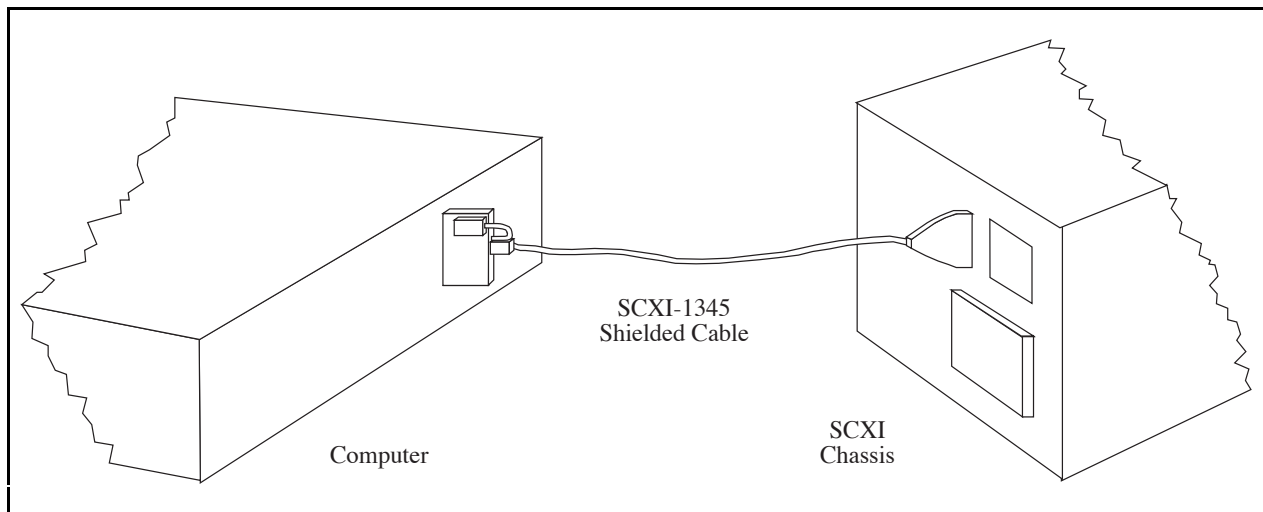 SCXI-1345
Shielded Cable
Computer
SCXI
Chassis